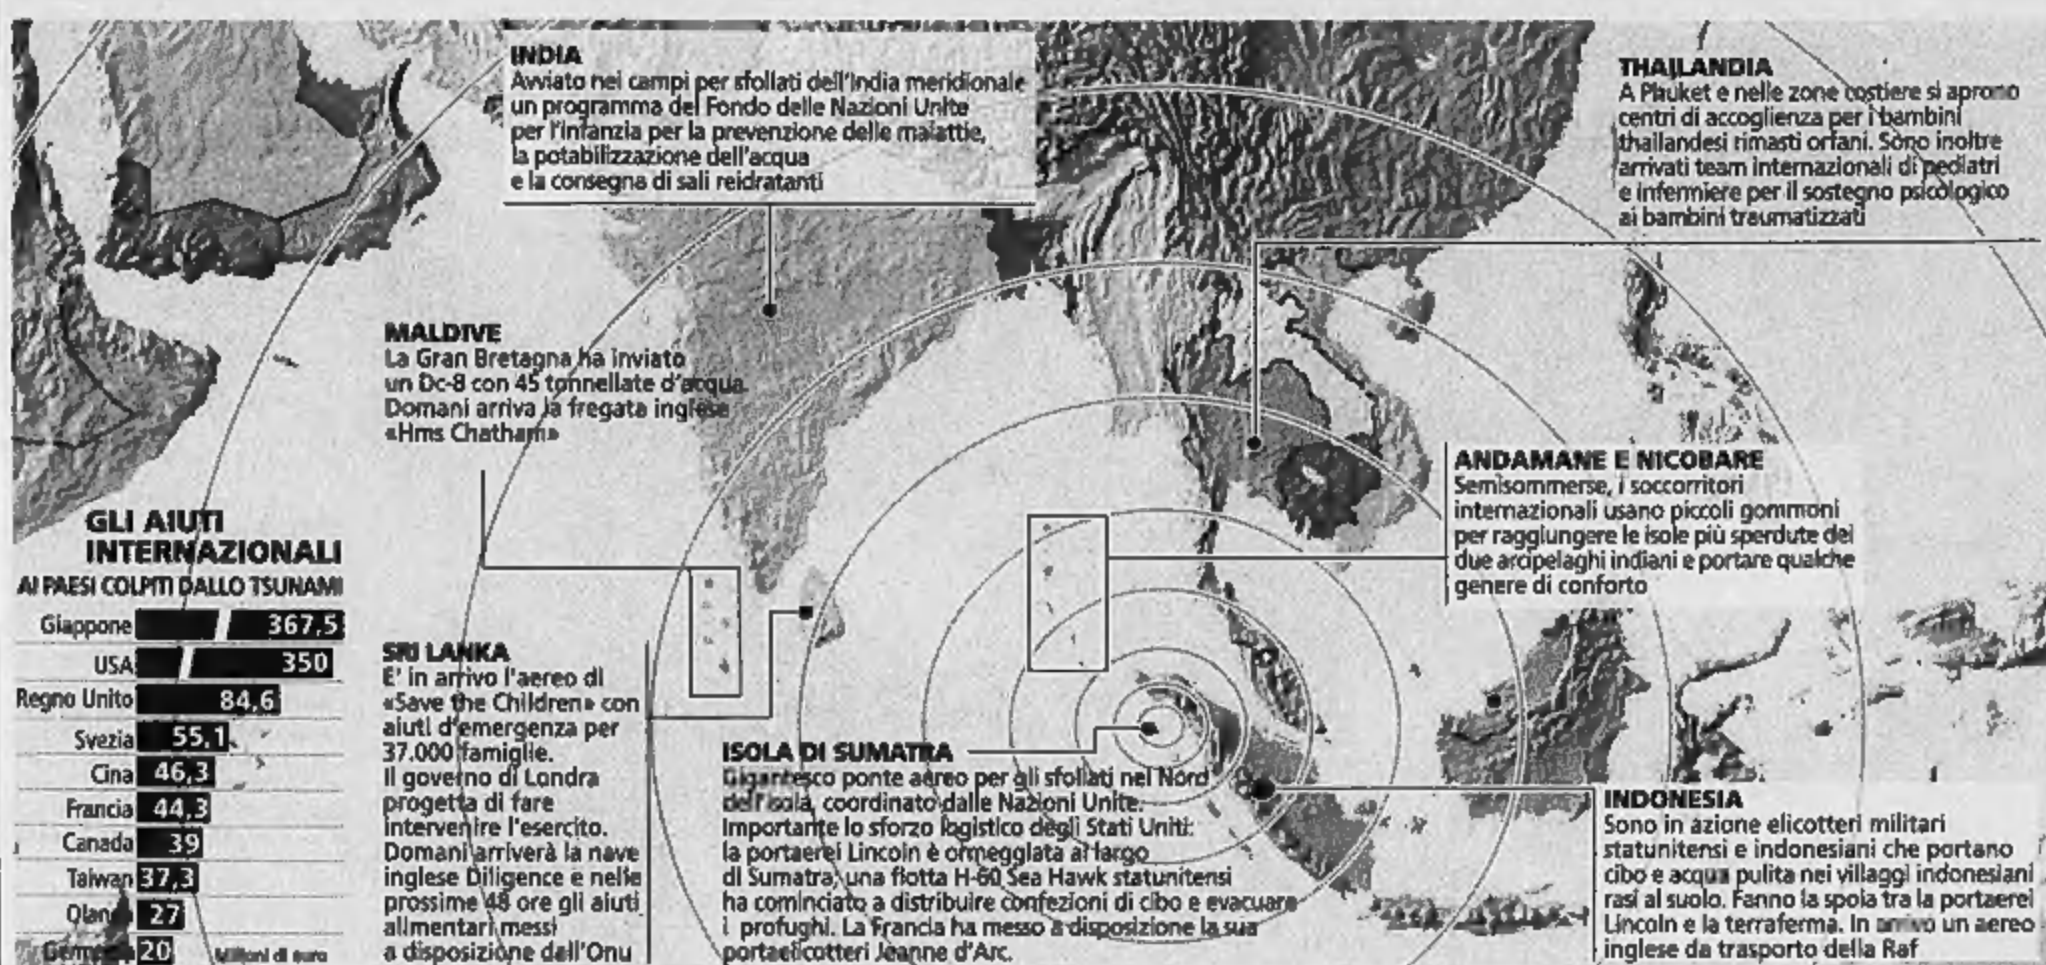 INDIA
Avviato nei campi per sfollati dell'India meridionale
un programma del Fondo delle Nazioni Unite
per l'infanzia per la prevenzione delle malattie,
la potabilizzazione dell'acqua
e la consegna di sali reidratanti
THAILANDIA
A Phuket e nelle zone costiere si aprono
centri di accoglienza per i bambini
thailandesi rimasti orfani. Sono inoltre
arrivati team internazionali di pediatri
e infermiere per il sostegno psicologico
ai bambini traumatizzati
MALDIVE
La Gran Bretagna ha inviato
un Dc-8 con 45 tonnellate d'acqua.
Domani arriva la fregata inglese
«Hms Chatham»
ANDAMANE E NICOBARE
Semisommerse, i soccorritori
internazionali usano piccoli gommoni
per raggiungere le isole più sperdute dei
due arcipelaghi indiani e portare qualche
genere di conforto
GLI AIUTI
INTERNAZIONALI
AI PAESI COLPITI DALLO TSUNAMI
Giappone 367,5
USA 350
Regno Unito 84,6
Svezia 55,1
Cina 46,3
Francia 44,3
Canada 39
Taiwan 37,3
Olanda 27
Germania 20
Milioni di euro
SRI LANKA
E' in arrivo l'aereo di
«Save the Children» con
aiuti d'emergenza per
37.000 famiglie.
Il governo di Londra
progetta di fare
intervenire l'esercito.
Domani arriverà la nave
inglese Diligence e nelle
prossime 48 ore gli aiuti
alimentari messi
a disposizione dall'Onu
ISOLA DI SUMATRA
Gigantesco ponte aereo per gli sfollati nel Nord
dell'isola, coordinato dalle Nazioni Unite.
Importante lo sforzo logistico degli Stati Uniti:
la portaerei Lincoln è ormeggiata al largo
di Sumatra, una flotta H-60 Sea Hawk statunitensi
ha cominciato a distribuire confezioni di cibo e evacuare
i profughi. La Francia ha messo a disposizione la sua
portaelicotteri Jeanne d'Arc.
INDONESIA
Sono in azione elicotteri militari
statunitensi e indonesiani che portano
cibo e acqua pulita nei villaggi indonesiani
rasi al suolo. Fanno la spola tra la portaerei
Lincoln e la terraferma. In arrivo un aereo
inglese da trasporto della Raf